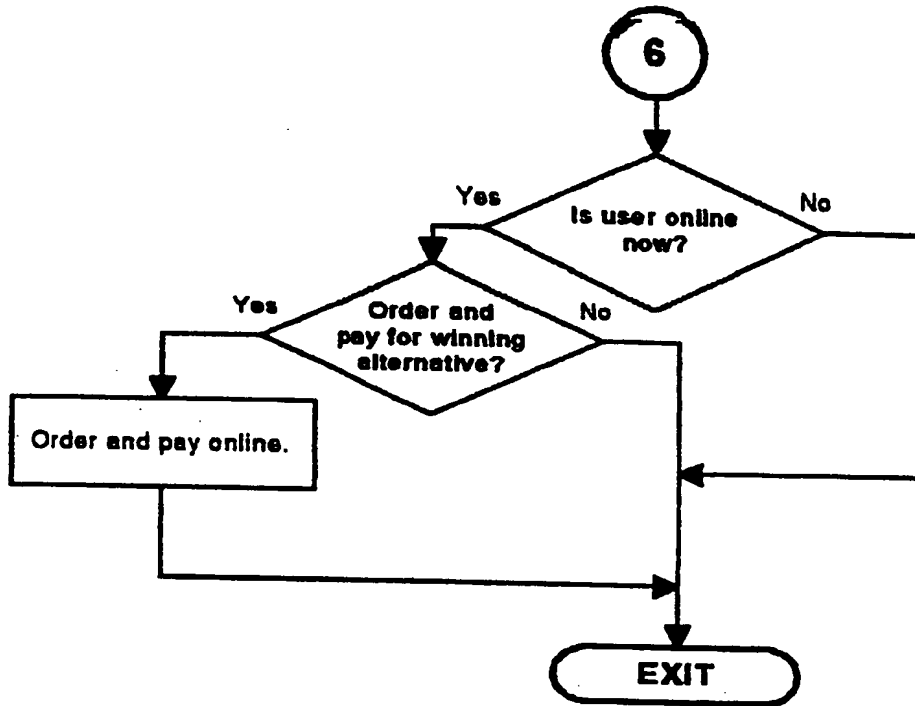 6
Yes
No
Is user online
now?
Yes
No
Order and
pay for winning
alternative?
Order and pay online.
EXIT